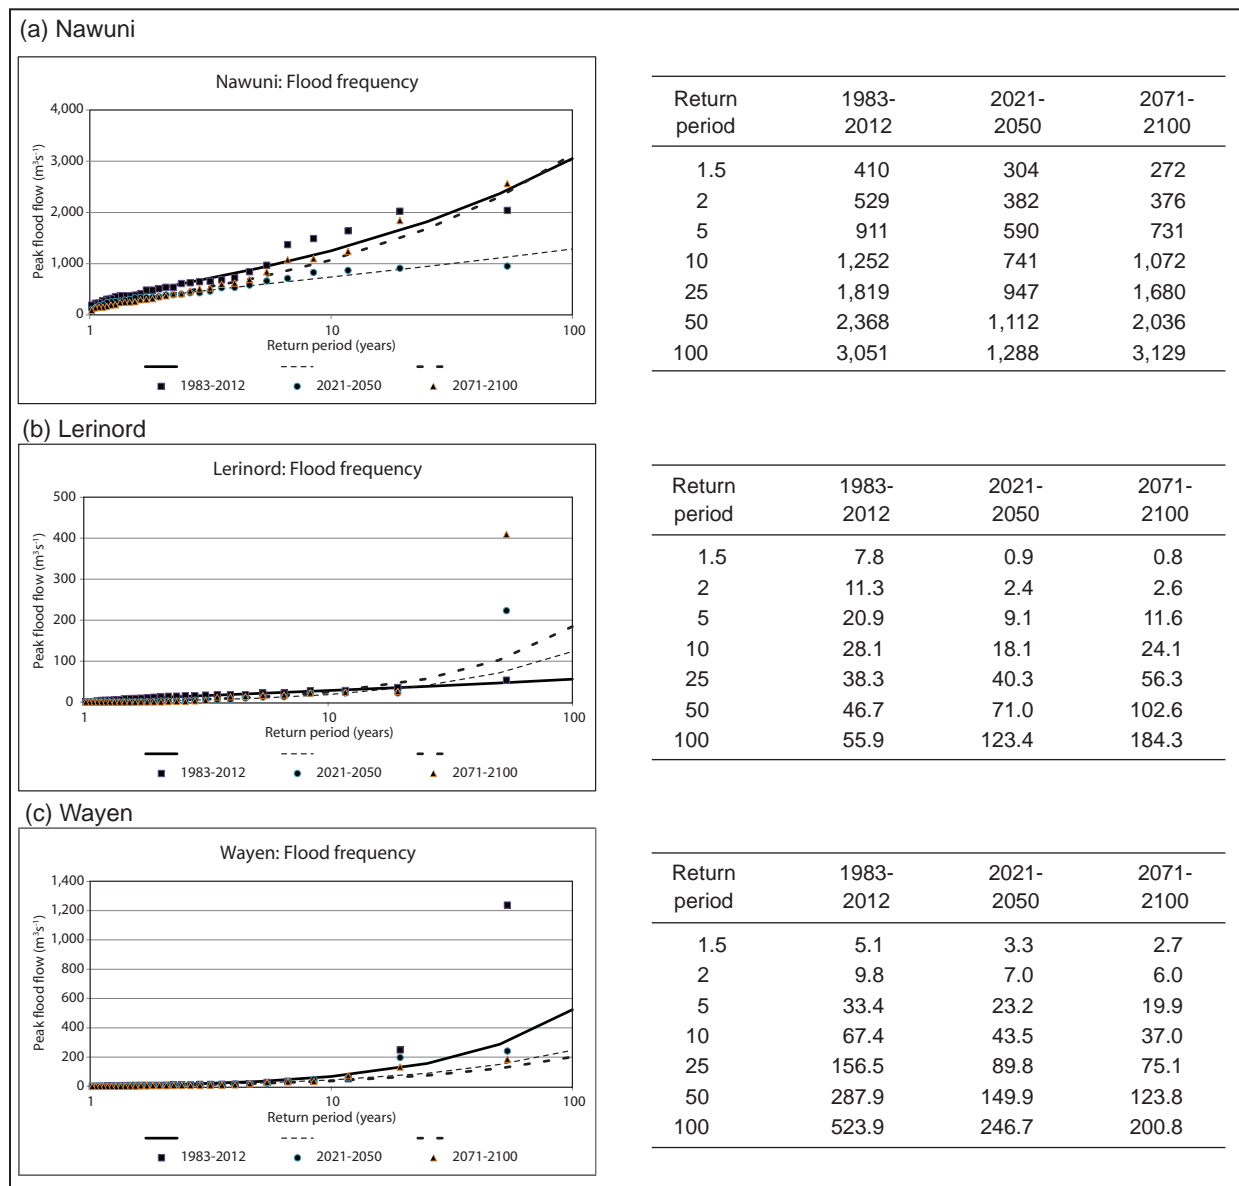 (a) Nawuni
Nawuni: Flood frequency
Peak flood flow (m³s⁻¹)
4,000
3,000
2,000
1,000
0
1 10 100
Return period (years)
1983-2012 2021-2050 2071-2100
Return period 1983-2012 2021-2050 2071-2100
1.5 410 304 272
2 529 382 376
5 911 590 731
10 1,252 741 1,072
25 1,819 947 1,680
50 2,368 1,112 2,036
100 3,051 1,288 3,129
(b) Lerinord
Lerinord: Flood frequency
Peak flood flow (m³s⁻¹)
500
400
300
200
100
0
1 10 100
Return period (years)
1983-2012 2021-2050 2071-2100
Return period 1983-2012 2021-2050 2071-2100
1.5 7.8 0.9 0.8
2 11.3 2.4 2.6
5 20.9 9.1 11.6
10 28.1 18.1 24.1
25 38.3 40.3 56.3
50 46.7 71.0 102.6
100 55.9 123.4 184.3
(c) Wayen
Wayen: Flood frequency
Peak flood flow (m³s⁻¹)
1,400
1,200
1,000
800
600
400
200
0
1 10 100
Return period (years)
1983-2012 2021-2050 2071-2100
Return period 1983-2012 2021-2050 2071-2100
1.5 5.1 3.3 2.7
2 9.8 7.0 6.0
5 33.4 23.2 19.9
10 67.4 43.5 37.0
25 156.5 89.8 75.1
50 287.9 149.9 123.8
100 523.9 246.7 200.8